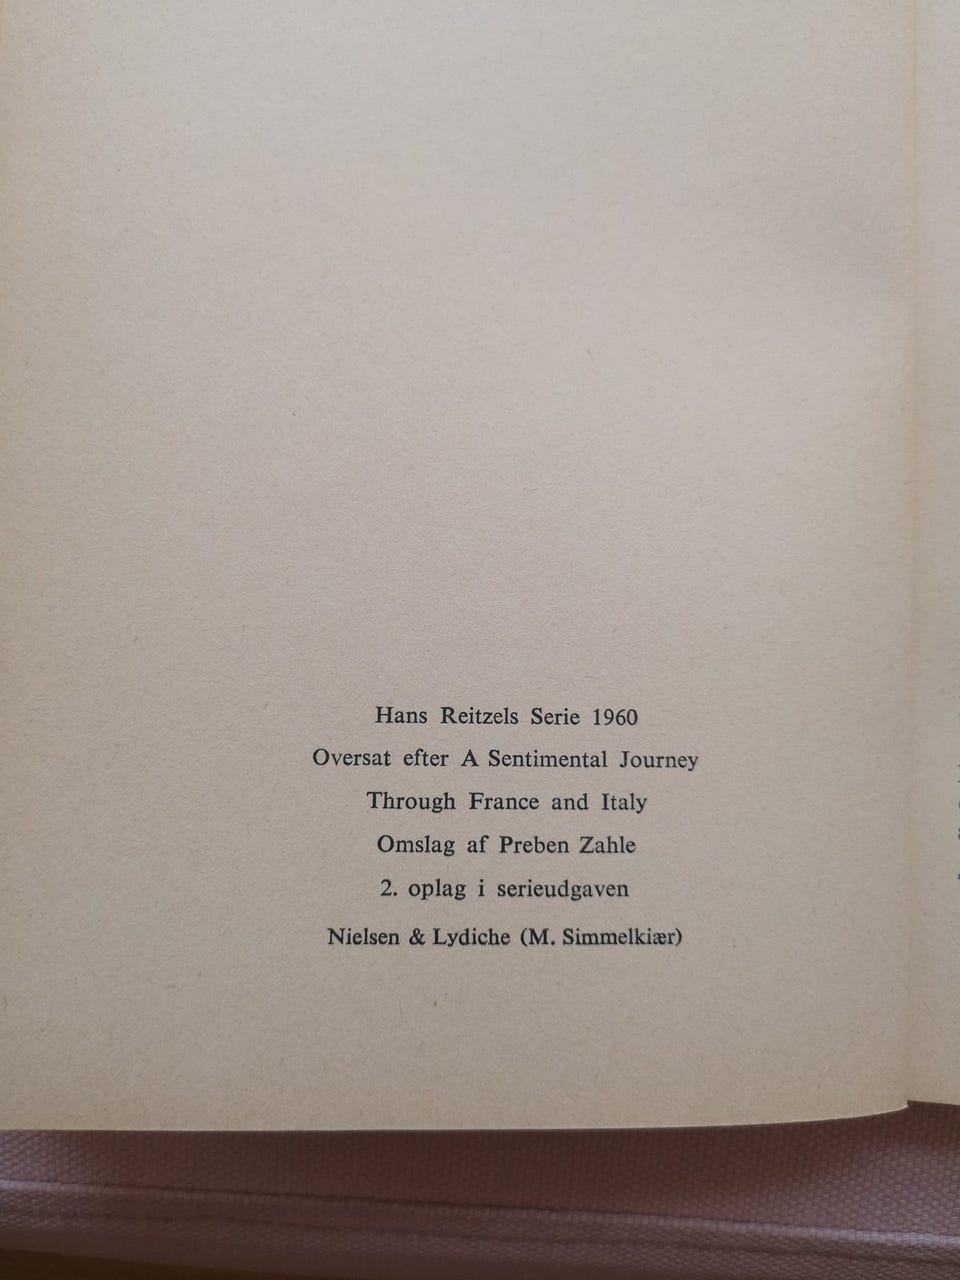 Hans Reitzels Serie 1960
Oversat efter A Sentimental Journey
Through France and Italy
Omslag af Preben Zahle
2. oplag i serieudgaven
Nielsen & Lydiche (M. Simmelkiær)